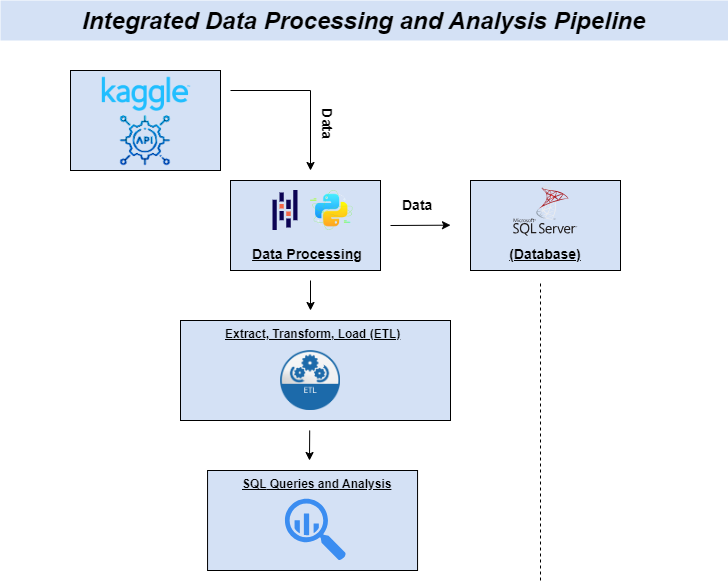 Integrated Data Processing and Analysis Pipeline
kaggle
API
Data
Data Processing
Data
Microsoft
SQL Server
(Database)
Extract, Transform, Load (ETL)
ETL
SQL Queries and Analysis